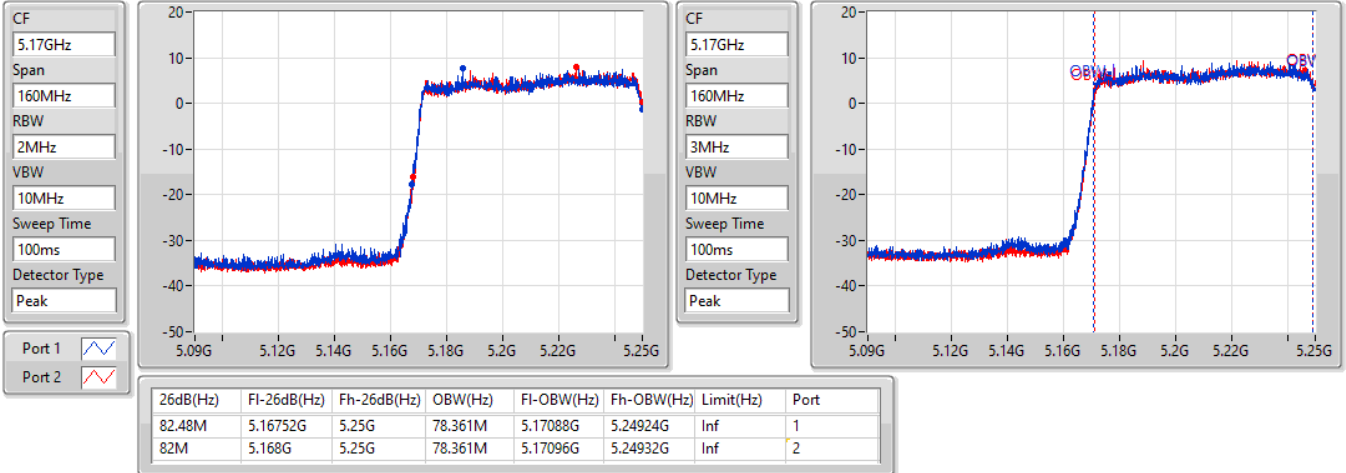 CF
5.17GHz
Span
160MHz
RBW
2MHz
VBW
10MHz
Sweep Time
100ms
Detector Type
Peak
Port 1
Port 2
20
10
0
-10
-20
-30
-40
-50
5.09G 5.12G 5.14G 5.16G 5.18G 5.2G 5.22G 5.25G
CF
5.17GHz
Span
160MHz
RBW
3MHz
VBW
10MHz
Sweep Time
100ms
Detector Type
Peak
20
10
0
-10
-20
-30
-40
-50
5.09G 5.12G 5.14G 5.16G 5.18G 5.2G 5.22G 5.25G
26dB(Hz) Fl-26dB(Hz) Fh-26dB(Hz) OBW(Hz) Fl-OBW(Hz) Fh-OBW(Hz) Limit(Hz) Port
82.48M 5.16752G 5.25G 78.361M 5.17088G 5.24924G Inf 1
82M 5.168G 5.25G 78.361M 5.17096G 5.24932G Inf 2